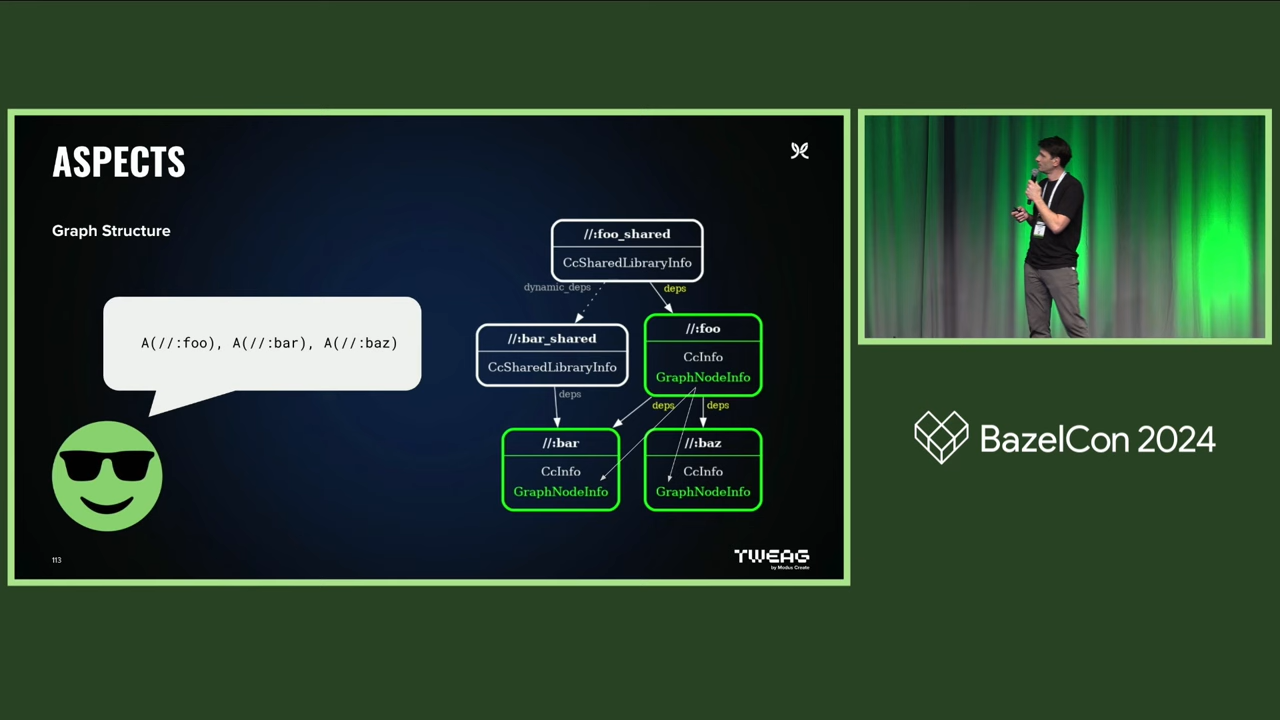 ASPECTS
Graph Structure
A(//:foo), A(//:bar), A(//:baz)
//:foo_shared
CcSharedLibraryInfo
dynamic_deps
deps
//:bar_shared
CcSharedLibraryInfo
//:foo
CcInfo
GraphNodeInfo
deps
deps
deps
//:bar
CcInfo
GraphNodeInfo
//:baz
CcInfo
GraphNodeInfo
113
TWEAG
by Modus Create
BazelCon 2024